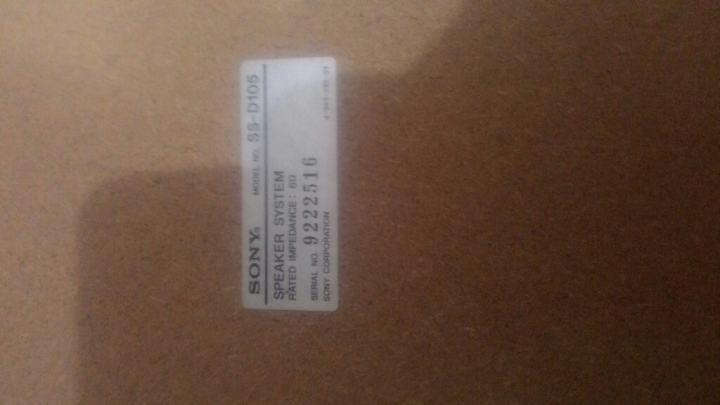 SONY® MODEL NO. SS-D105
SPEAKER SYSTEM
RATED IMPEDANCE: 6Ω
SERIAL NO. 9222516
SONY CORPORATION